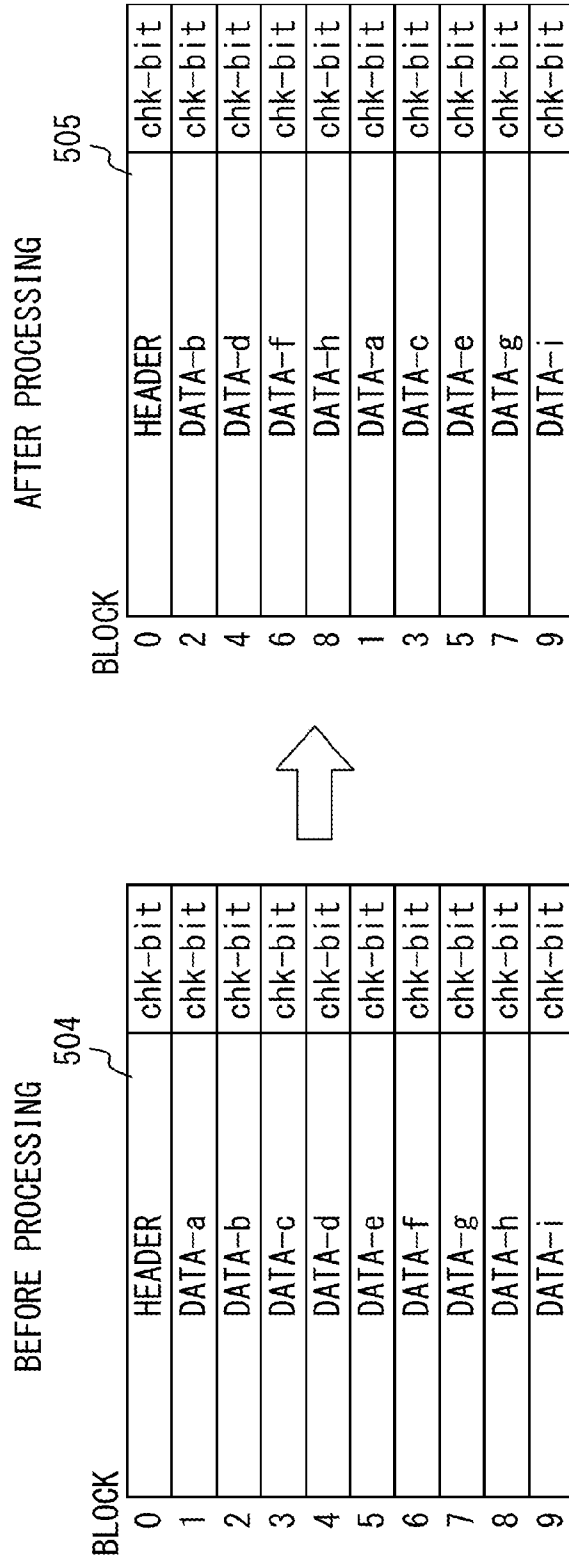 BEFORE PROCESSING
504
BLOCK
0 HEADER chk-bit
1 DATA-a chk-bit
2 DATA-b chk-bit
3 DATA-c chk-bit
4 DATA-d chk-bit
5 DATA-e chk-bit
6 DATA-f chk-bit
7 DATA-g chk-bit
8 DATA-h chk-bit
9 DATA-i chk-bit
AFTER PROCESSING
505
BLOCK
0 HEADER chk-bit
2 DATA-b chk-bit
4 DATA-d chk-bit
6 DATA-f chk-bit
8 DATA-h chk-bit
1 DATA-a chk-bit
3 DATA-c chk-bit
5 DATA-e chk-bit
7 DATA-g chk-bit
9 DATA-i chk-bit